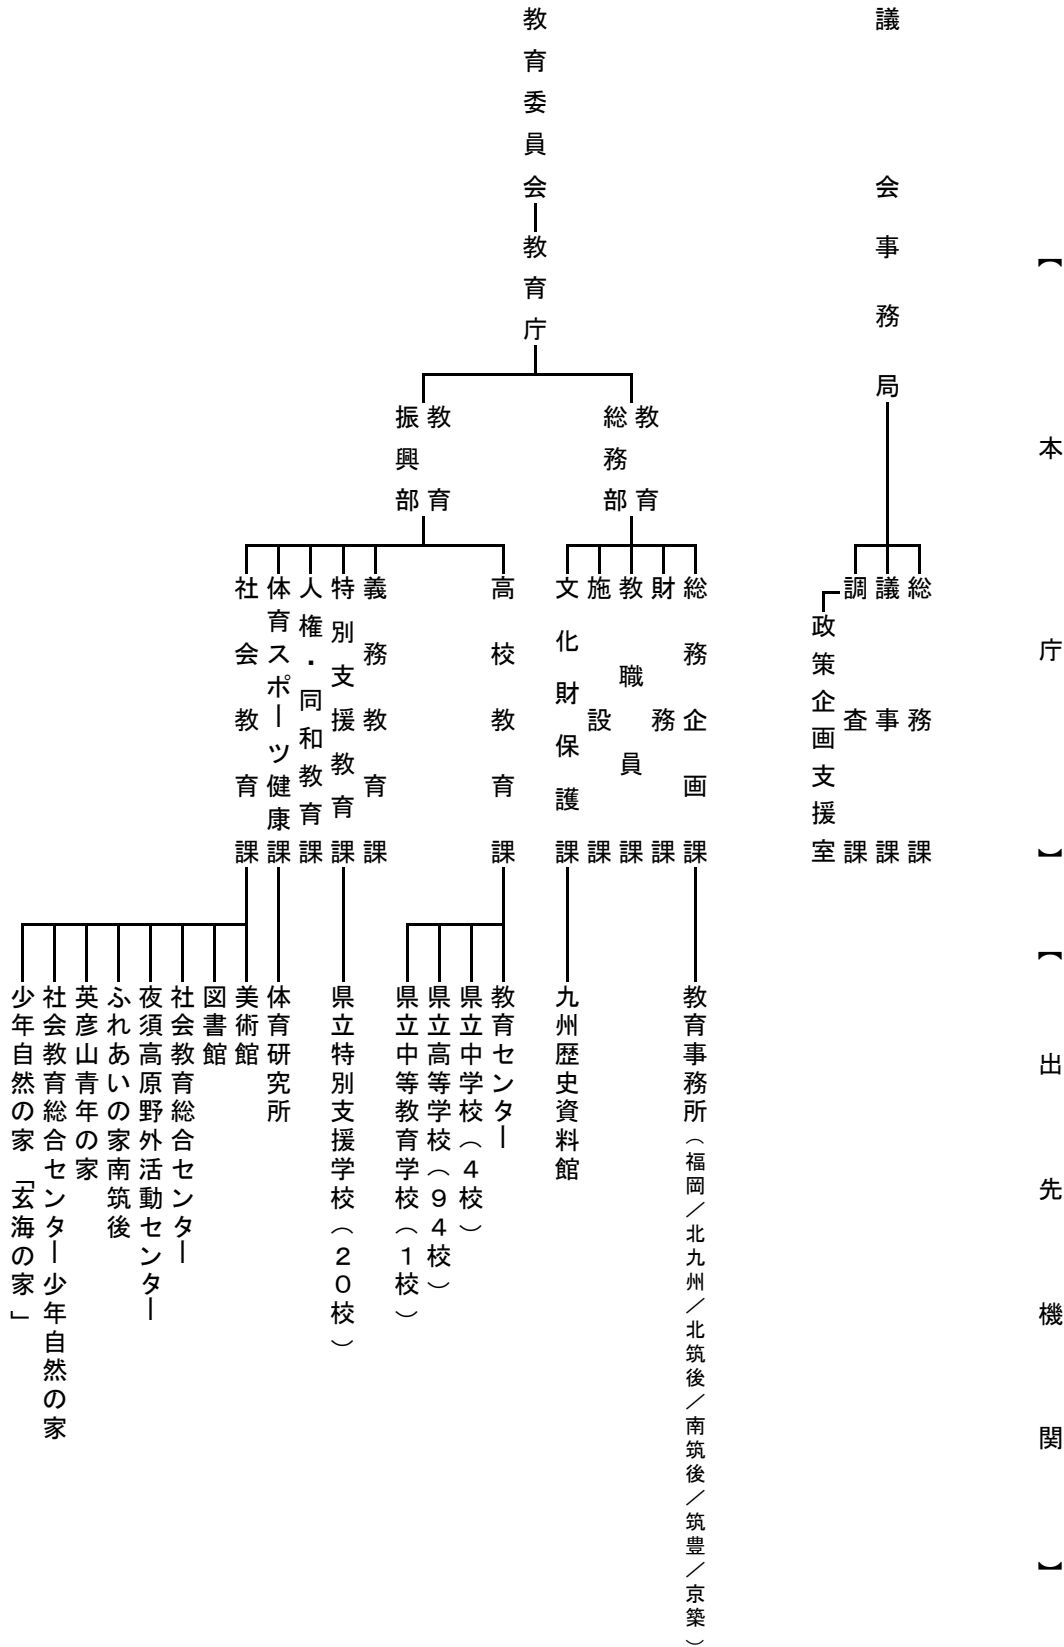 【本庁】
【出先機関】
議会事務局
総務課
議事課
調査課
政策企画支援室
教育委員会
教育庁
教育総務部
総務企画課
教育事務所（福岡／北九州／北筑後／南筑後／筑豊／京築）
財務課
教職員課
施設課
文化財保護課
九州歴史資料館
教育振興部
高校教育課
教育センター
県立中学校（４校）
県立高等学校（９４校）
県立中等教育学校（１校）
義務教育課
特別支援教育課
県立特別支援学校（２０校）
人権・同和教育課
体育スポーツ健康課
体育研究所
社会教育課
美術館
図書館
社会教育総合センター
夜須高原野外活動センター
ふれあいの家南筑後
英彦山青年の家
社会教育総合センター少年自然の家
少年自然の家「玄海の家」